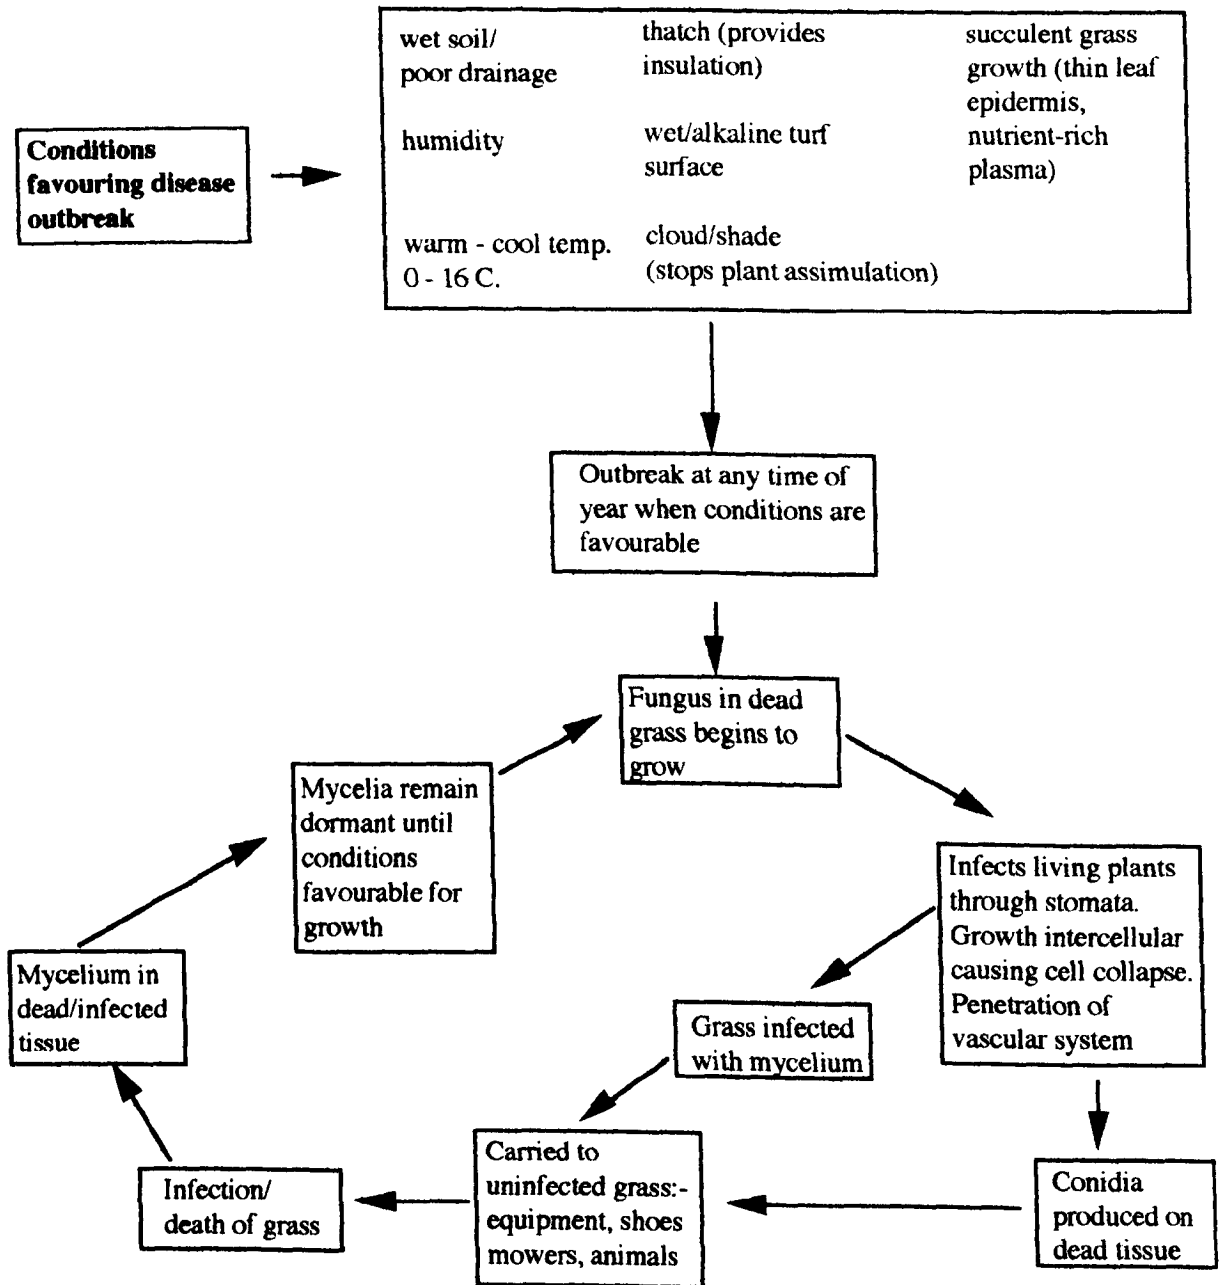 Conditions
favouring disease
outbreak
wet soil/
poor drainage
humidity
warm - cool temp.
0 - 16 C.
thatch (provides
insulation)
wet/alkaline turf
surface
cloud/shade
(stops plant assimulation)
succulent grass
growth (thin leaf
epidermis,
nutrient-rich
plasma)
Outbreak at any time of
year when conditions are
favourable
Fungus in dead
grass begins to
grow
Infects living plants
through stomata.
Growth intercellular
causing cell collapse.
Penetration of
vascular system
Grass infected
with mycelium
Conidia
produced on
dead tissue
Carried to
uninfected grass:-
equipment, shoes
mowers, animals
Infection/
death of grass
Mycelium in
dead/infected
tissue
Mycelia remain
dormant until
conditions
favourable for
growth